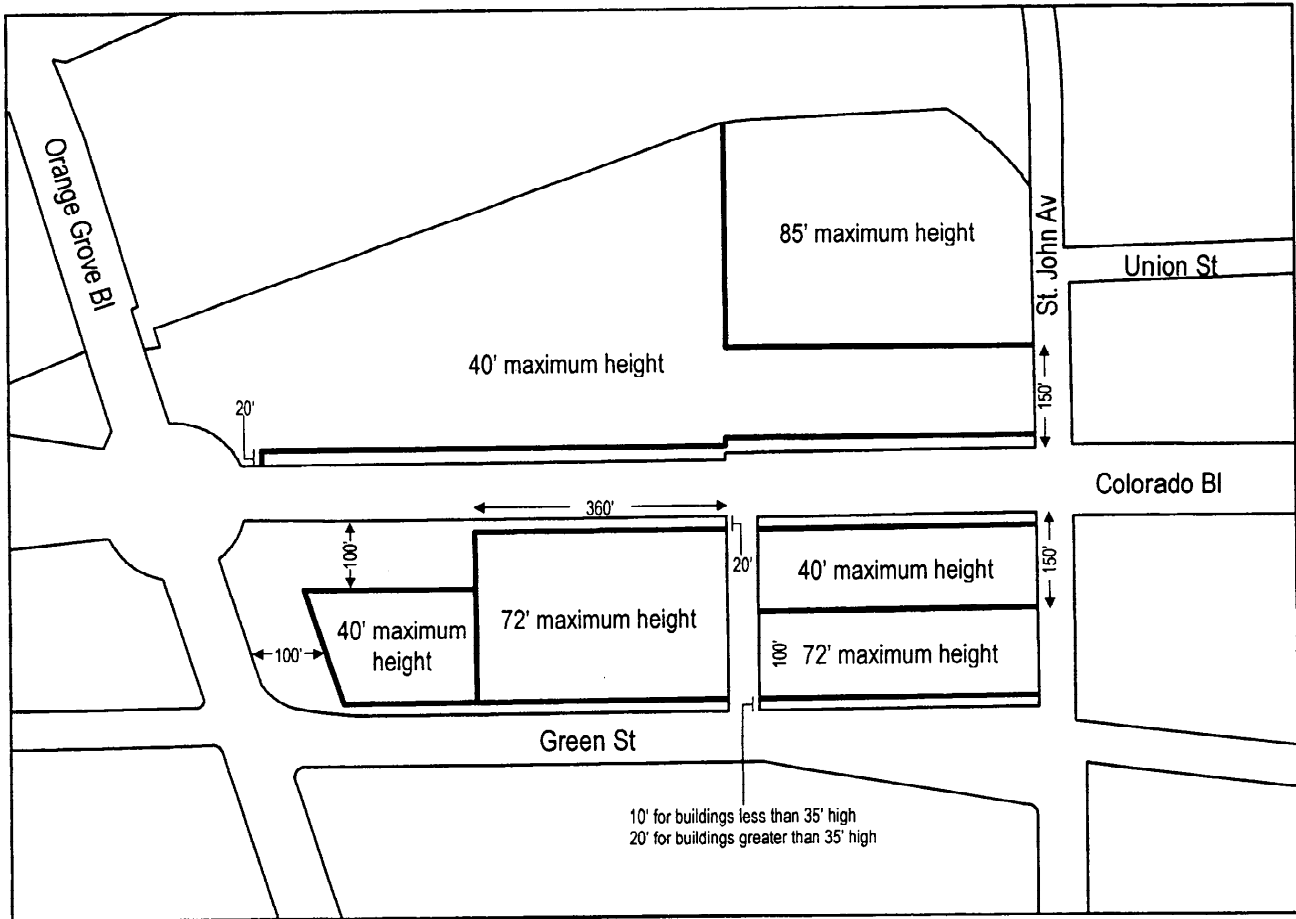 Orange Grove Bl
85' maximum height
St. John Av
Union St
40' maximum height
150'
20'
Colorado Bl
360'
100'
20'
150'
40' maximum height
40' maximum
height
72' maximum height
100'
100'
72' maximum height
Green St
10' for buildings less than 35' high
20' for buildings greater than 35' high